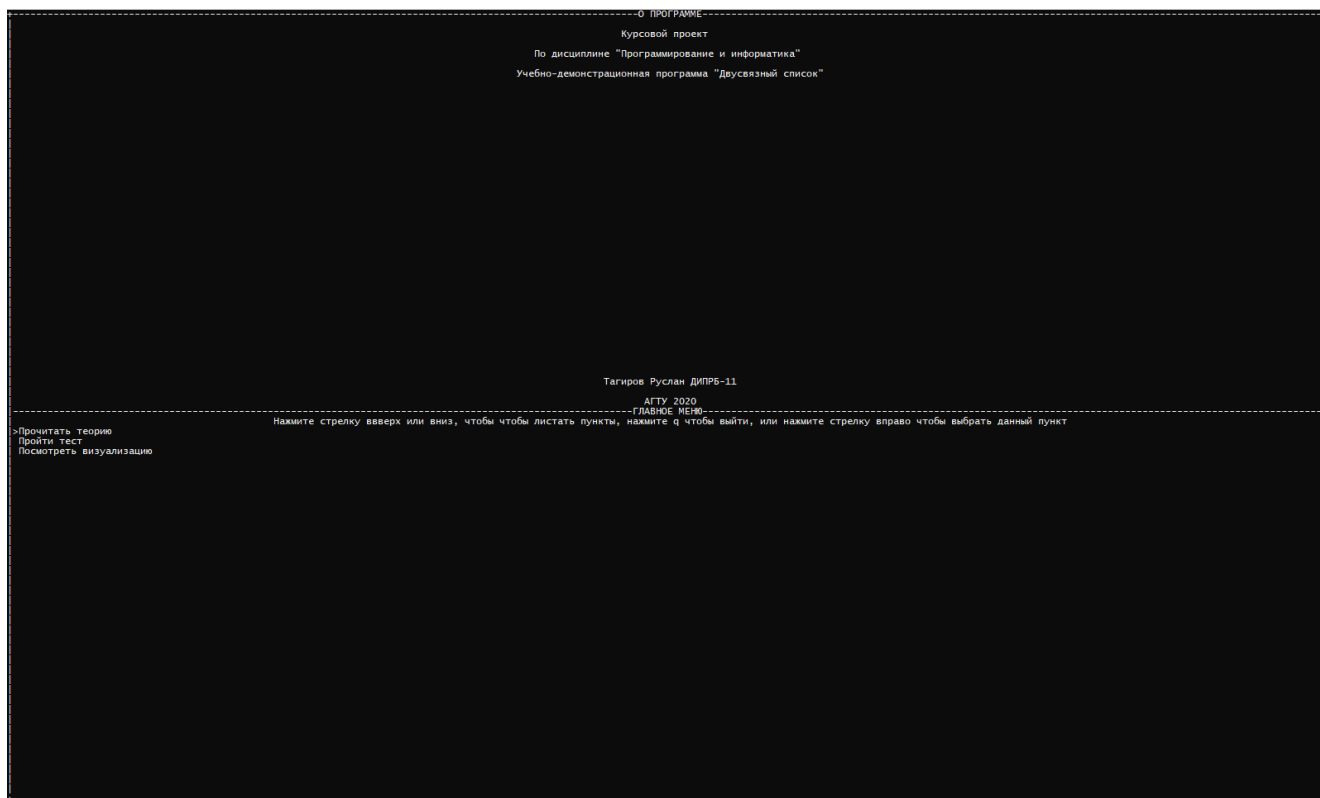 О ПРОГРАММЕ
Курсовой проект
По дисциплине "Программирование и информатика"
Учебно-демонстрационная программа "Двусвязный список"
Тагиров Руслан ДИПРБ-11
АГТУ 2020
ГЛАВНОЕ МЕНЮ
Нажмите стрелку ввверх или вниз, чтобы чтобы листать пункты, нажмите q чтобы выйти, или нажмите стрелку вправо чтобы выбрать данный пункт
>Прочитать теорию
Пройти тест
Посмотреть визуализацию